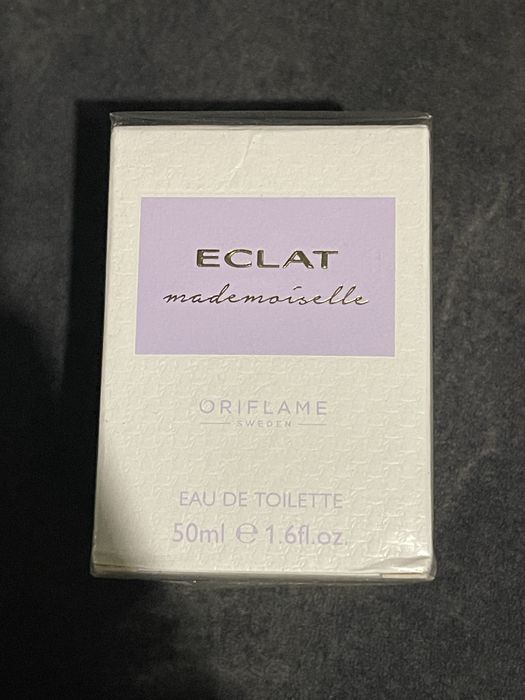 ECLAT
mademoiselle
ORIFLAME
SWEDEN
EAU DE TOILETTE
50ml ℮ 1.6fl.oz.